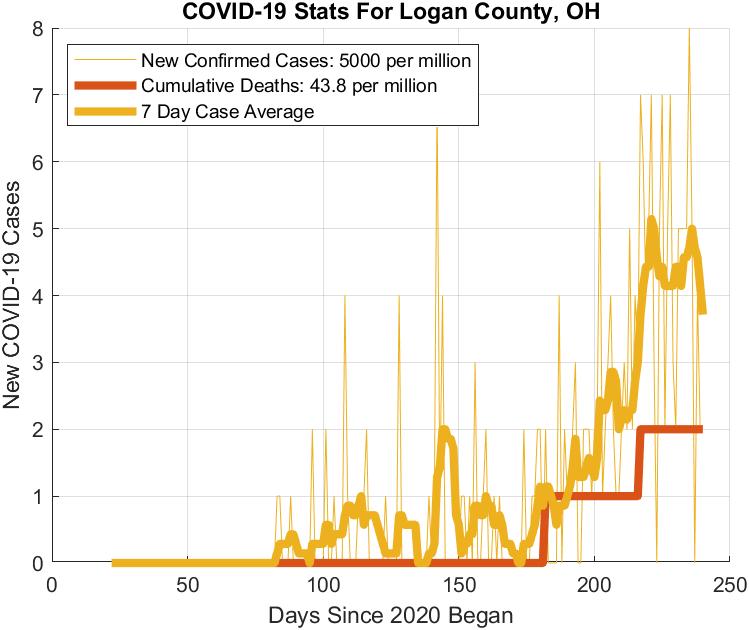 COVID-19 Stats For Logan County, OH
8
New Confirmed Cases: 5000 per million
Cumulative Deaths: 43.8 per million
7 Day Case Average
7
6
5
4
3
2
1
0
New COVID-19 Cases
0 50 100 150 200 250
Days Since 2020 Began